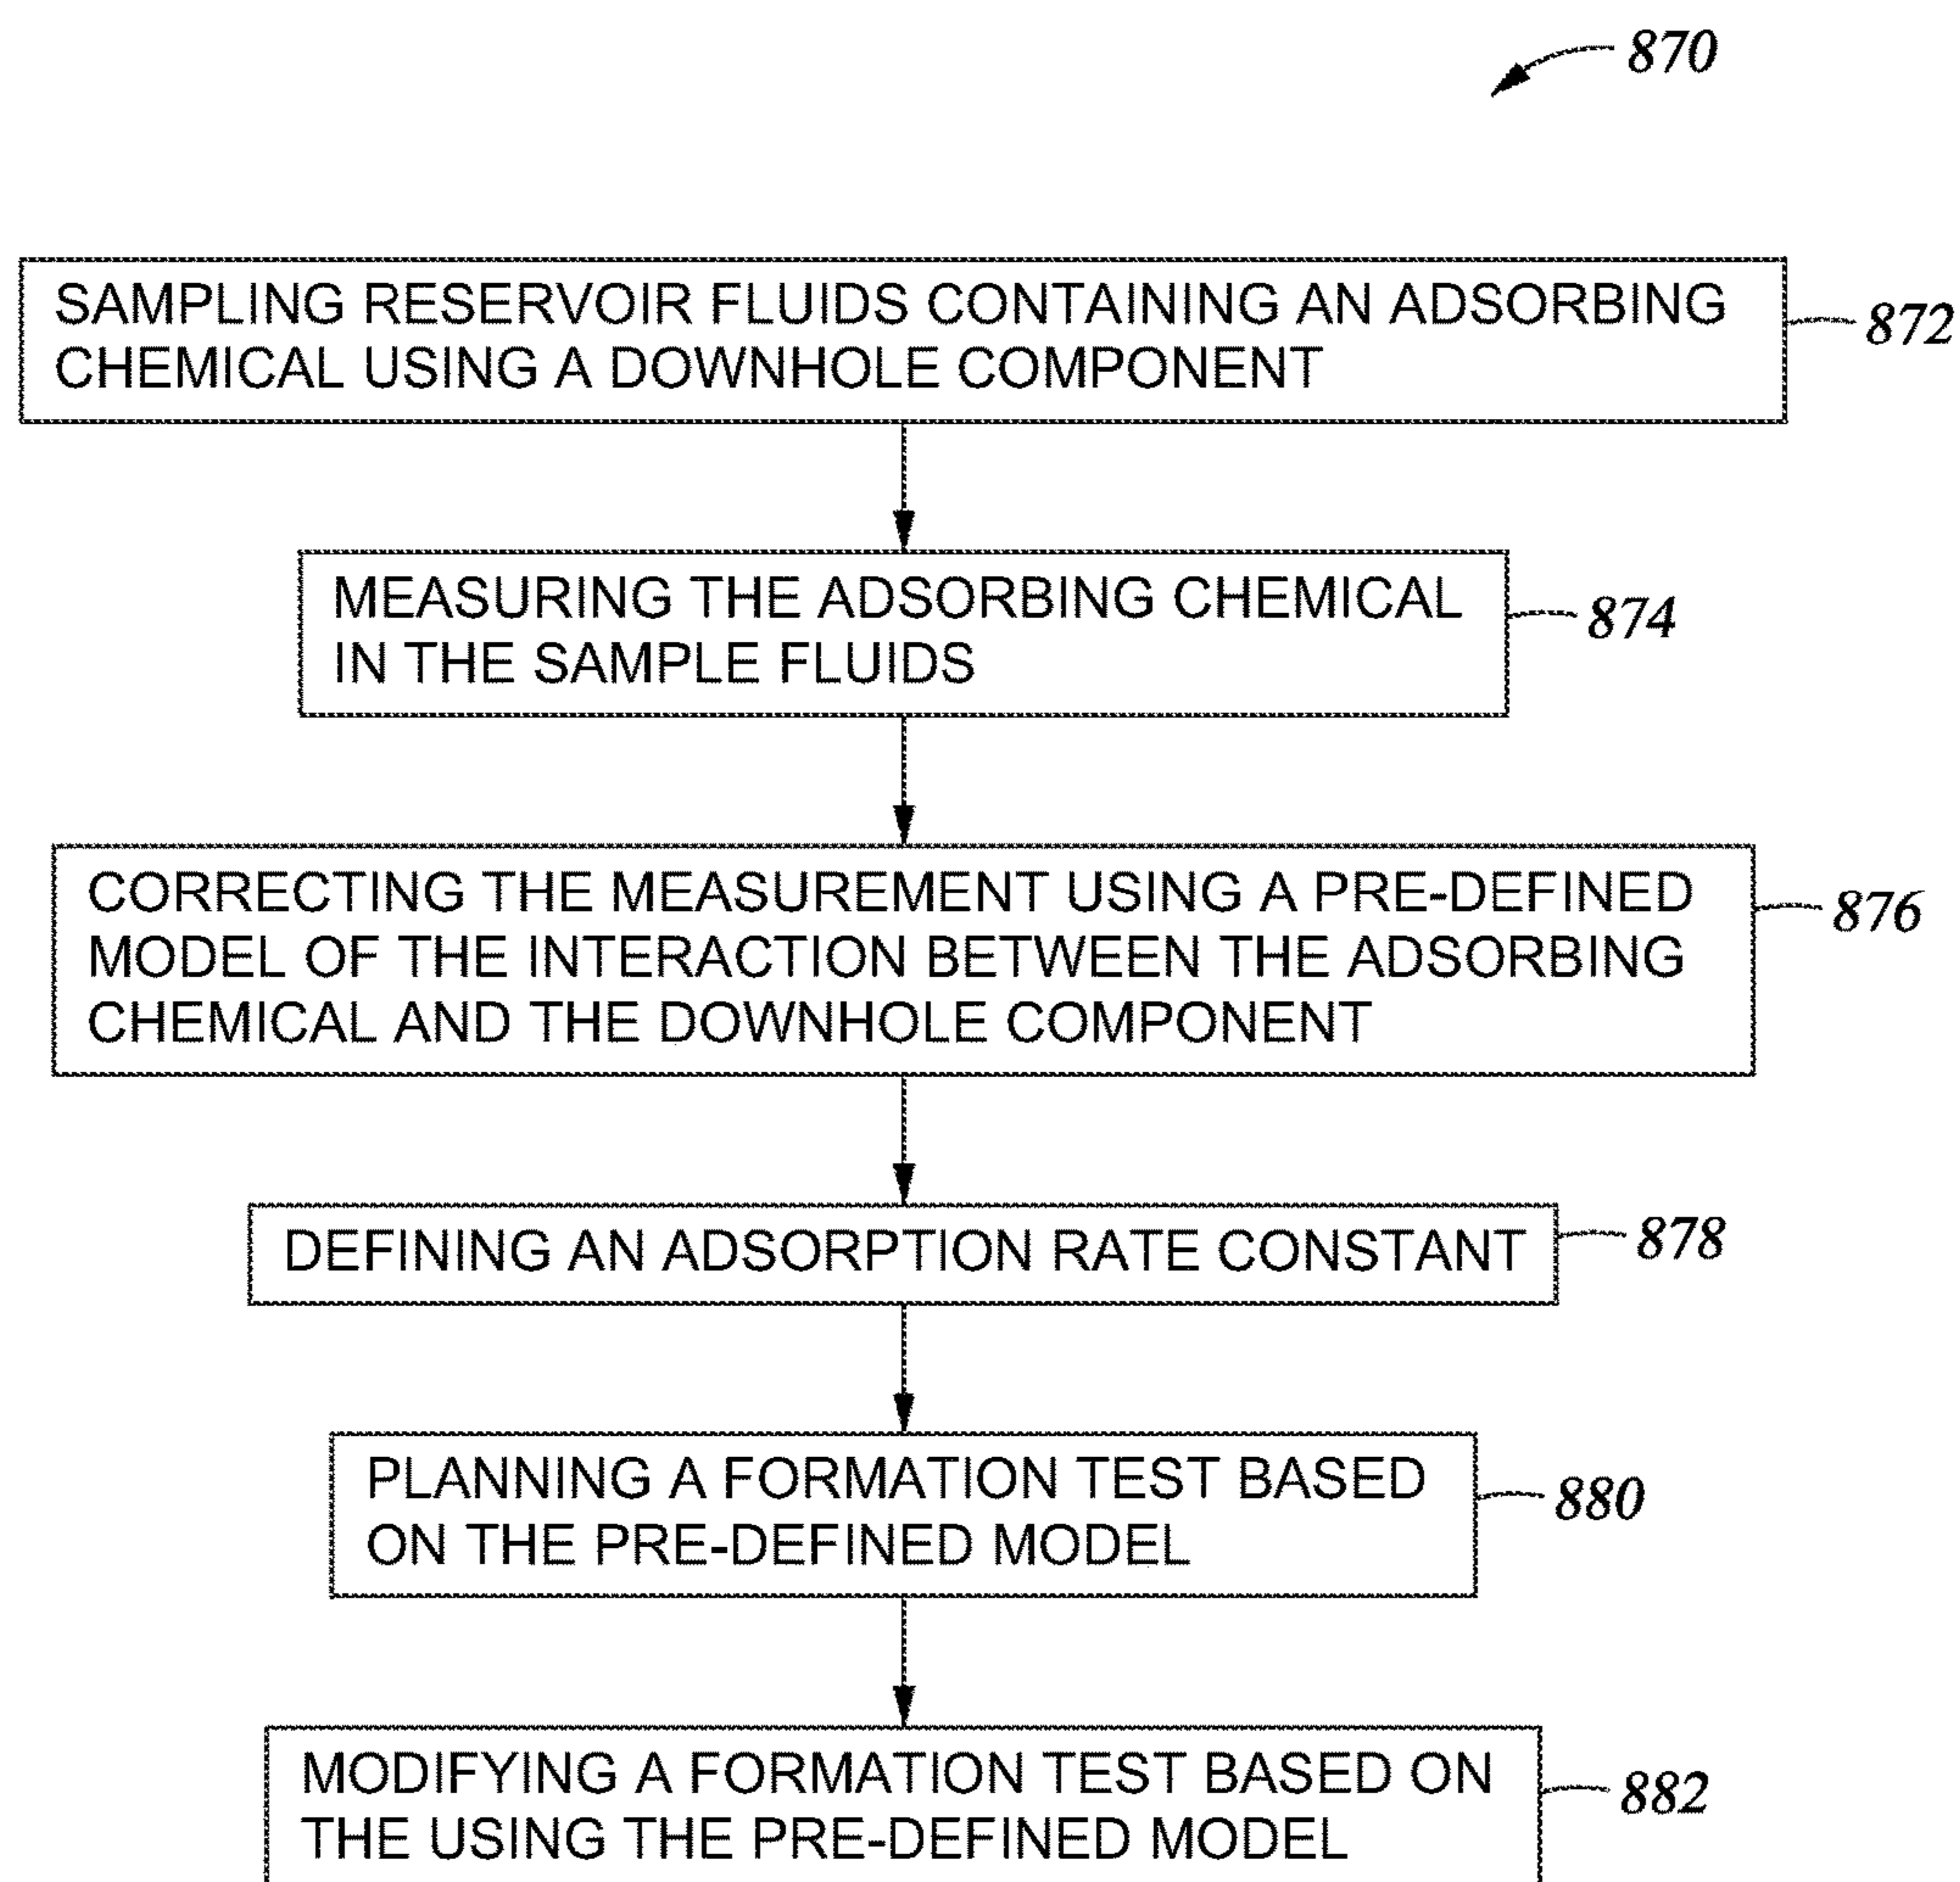 870
SAMPLING RESERVOIR FLUIDS CONTAINING AN ADSORBING
CHEMICAL USING A DOWNHOLE COMPONENT
872
MEASURING THE ADSORBING CHEMICAL
IN THE SAMPLE FLUIDS
874
CORRECTING THE MEASUREMENT USING A PRE-DEFINED
MODEL OF THE INTERACTION BETWEEN THE ADSORBING
CHEMICAL AND THE DOWNHOLE COMPONENT
876
DEFINING AN ADSORPTION RATE CONSTANT
878
PLANNING A FORMATION TEST BASED
ON THE PRE-DEFINED MODEL
880
MODIFYING A FORMATION TEST BASED ON
THE USING THE PRE-DEFINED MODEL
882